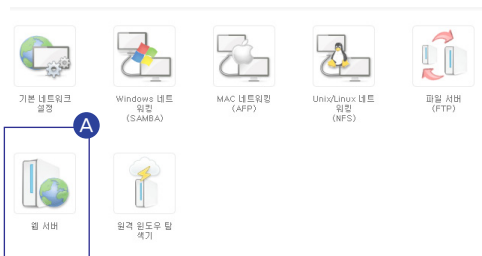 기본 네트워크
설정
Windows 네트
워킹
(SAMBA)
MAC 네트워킹
(AFP)
Unix/Linux 네트
워킹
(NFS)
파일 서버
(FTP)
A
웹 서버
원격 윈도우 탐
색기